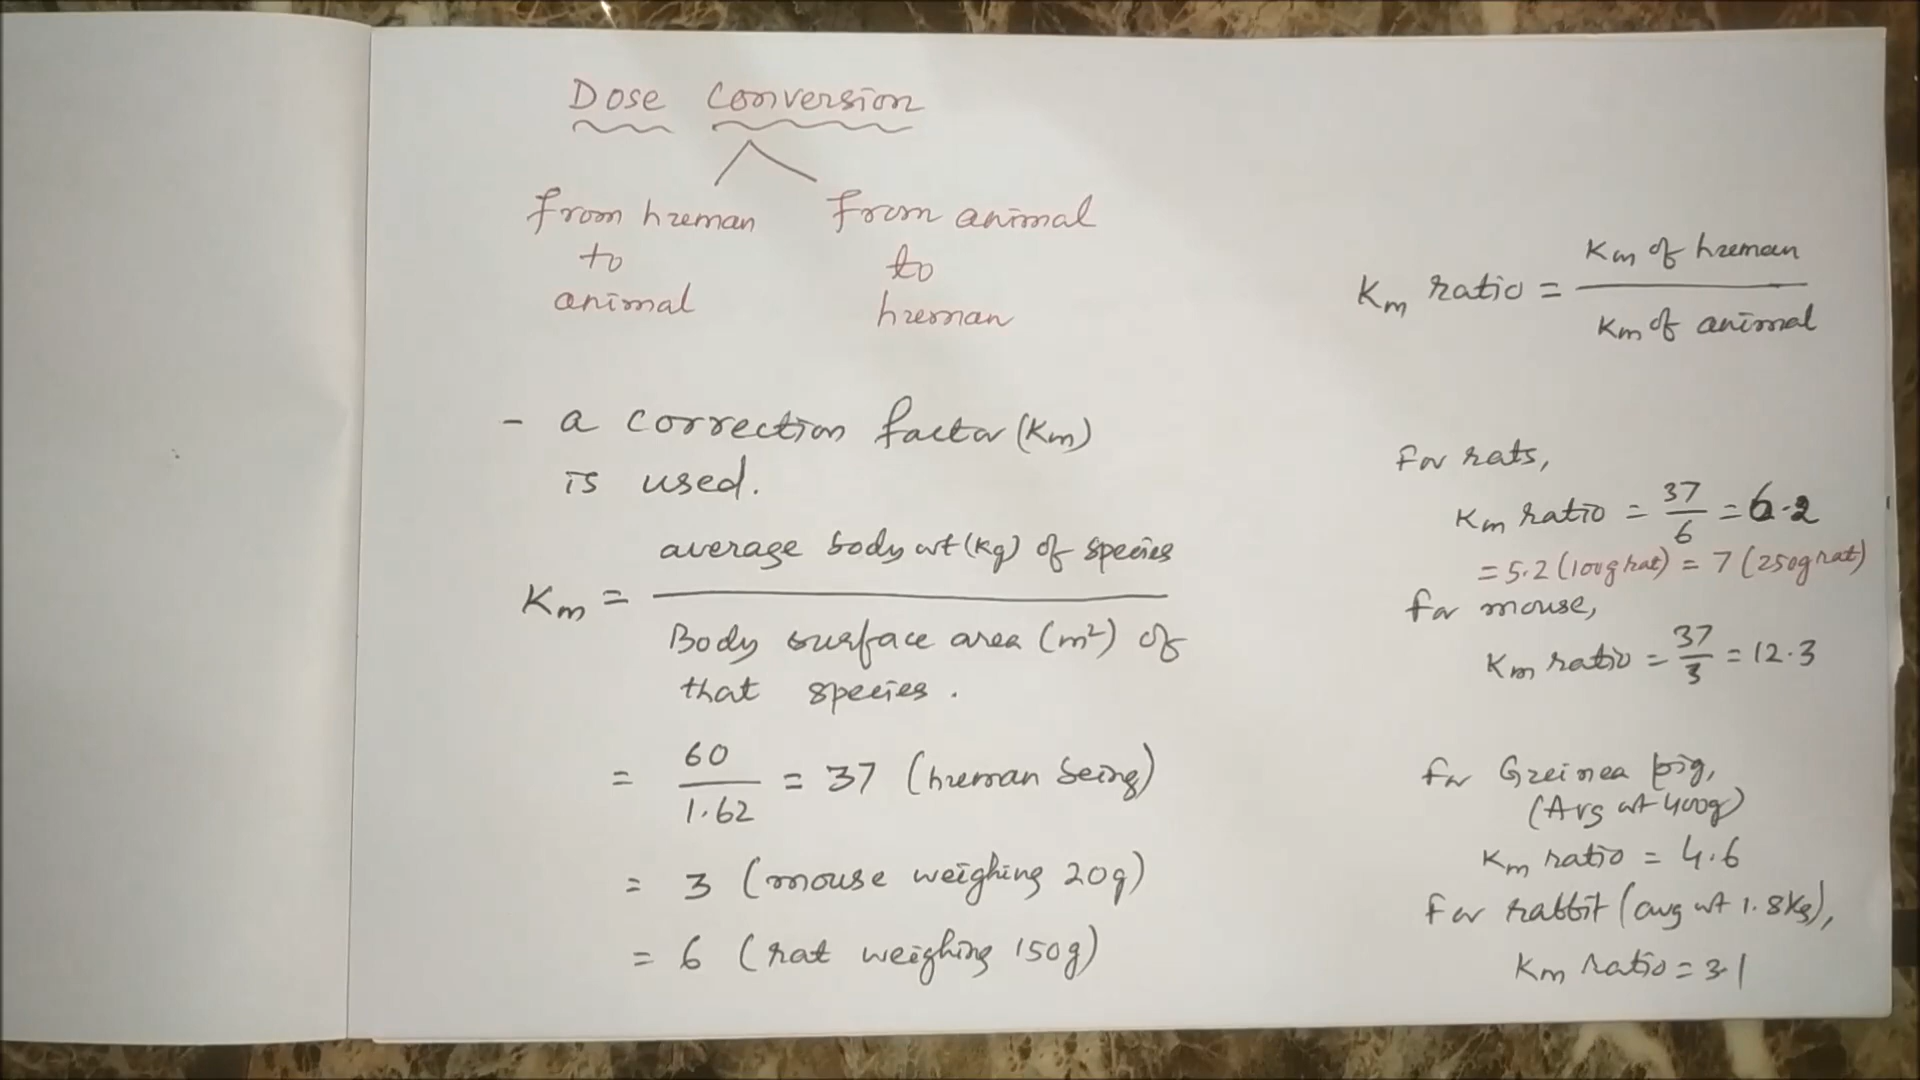 Dose Conversion
from human
to
animal
from animal
to
human
- a correction factor (Km)
is used.
Km = average body wt (Kg) of species
Body surface area (m²) of
that species.
= 60
1.62
= 37 (human being)
= 3 (mouse weighing 20g)
= 6 (rat weighing 150g)
Km ratio = Km of human
Km of animal
for rats,
Km ratio = 37/6 = 6.2
= 5.2 (100g rat) = 7 (250g rat)
for mouse,
Km ratio = 37/3 = 12.3
for Guinea pig,
(Avg wt 400g)
Km ratio = 4.6
for rabbit (avg wt 1.8Kg),
Km ratio = 3.1